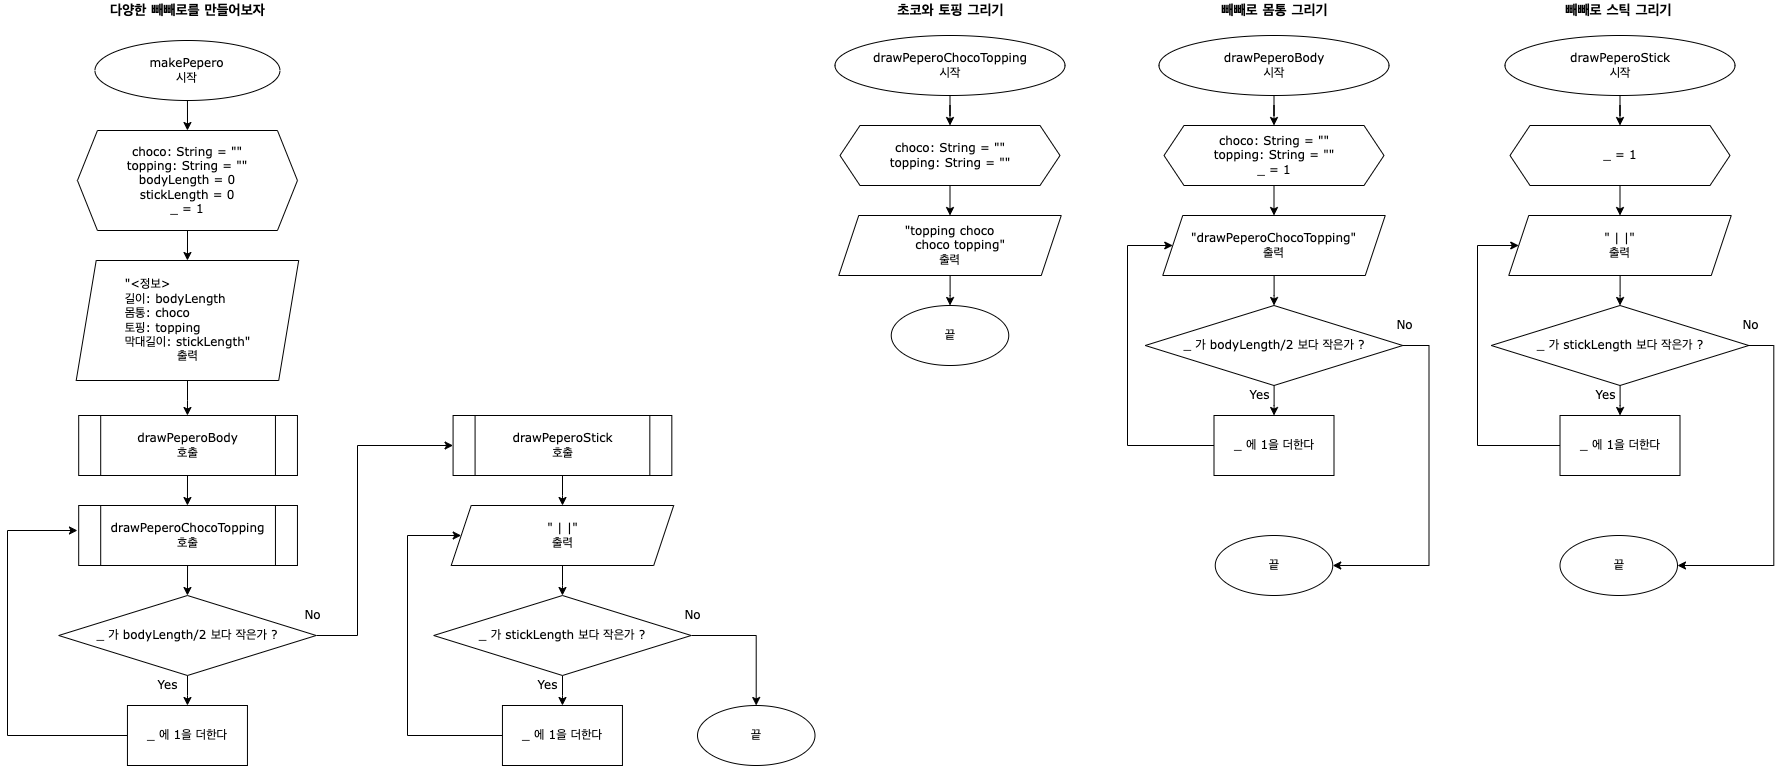 다양한 빼빼로를 만들어보자
makePepero
시작
choco: String = ""
topping: String = ""
bodyLength = 0
stickLength = 0
_ = 1
"<정보>
길이: bodyLength
몸통: choco
토핑: topping
막대길이: stickLength"
출력
drawPeperoBody
호출
drawPeperoChocoTopping
호출
_ 가 bodyLength/2 보다 작은가 ?
No
Yes
_ 에 1을 더한다
drawPeperoStick
호출
" | |"
출력
_ 가 stickLength 보다 작은가 ?
No
Yes
_ 에 1을 더한다
끝
초코와 토핑 그리기
drawPeperoChocoTopping
시작
choco: String = ""
topping: String = ""
"topping choco
choco topping"
출력
끝
빼빼로 몸통 그리기
drawPeperoBody
시작
choco: String = ""
topping: String = ""
_ = 1
"drawPeperoChocoTopping"
출력
_ 가 bodyLength/2 보다 작은가 ?
No
Yes
_ 에 1을 더한다
끝
빼빼로 스틱 그리기
drawPeperoStick
시작
_ = 1
" | |"
출력
_ 가 stickLength 보다 작은가 ?
No
Yes
_ 에 1을 더한다
끝